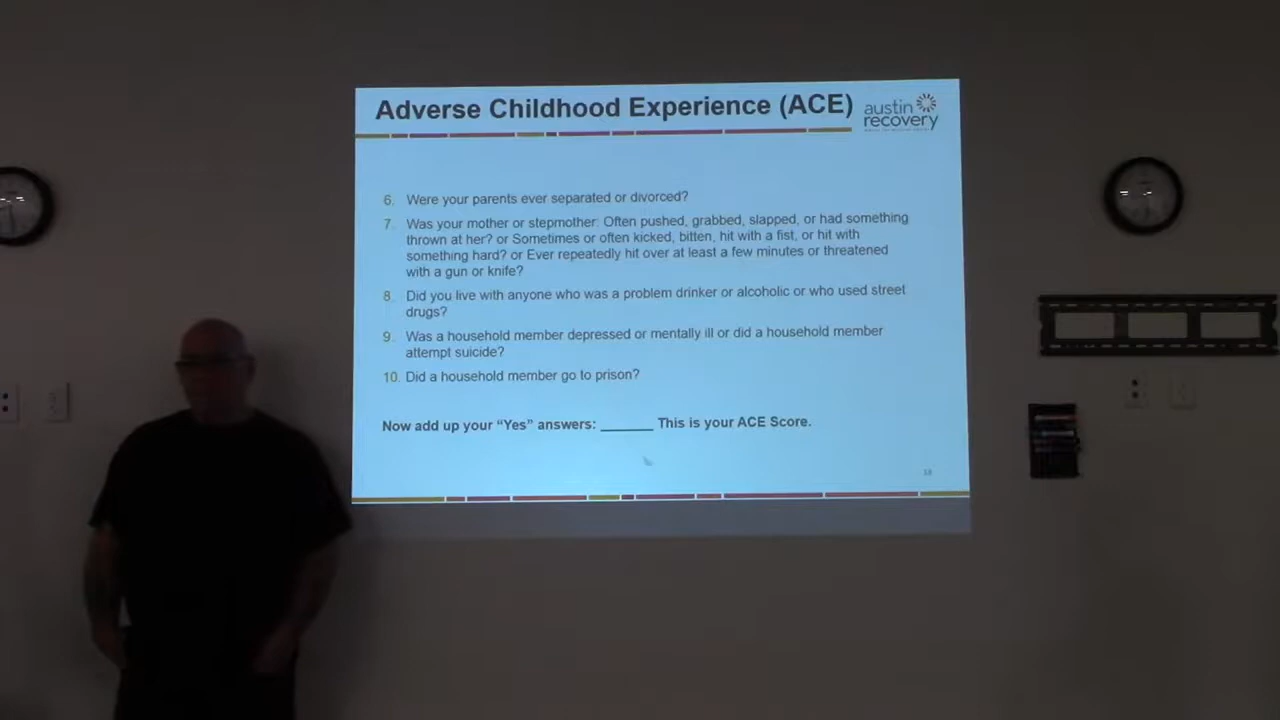 Adverse Childhood Experience (ACE)
austin
recovery
6. Were your parents ever separated or divorced?
7. Was your mother or stepmother: Often pushed, grabbed, slapped, or had something
thrown at her? or Sometimes or often kicked, bitten, hit with a fist, or hit with
something hard? or Ever repeatedly hit over at least a few minutes or threatened
with a gun or knife?
8. Did you live with anyone who was a problem drinker or alcoholic or who used street
drugs?
9. Was a household member depressed or mentally ill or did a household member
attempt suicide?
10. Did a household member go to prison?
Now add up your “Yes” answers: ______ This is your ACE Score.